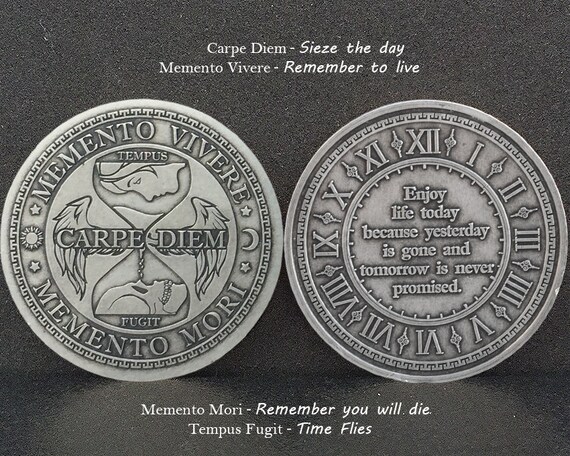 Carpe Diem - Sieze the day
Memento Vivere - Remember to live
MEMENTO VIVERE
TEMPUS
CARPE DIEM
FUGIT
MEMENTO MORI
XII
I
II
III
IIII
V
VI
VII
VIII
IX
X
XI
Enjoy
life today
because yesterday
is gone and
tomorrow is never
promised.
Memento Mori - Remember you will die
Tempus Fugit - Time Flies